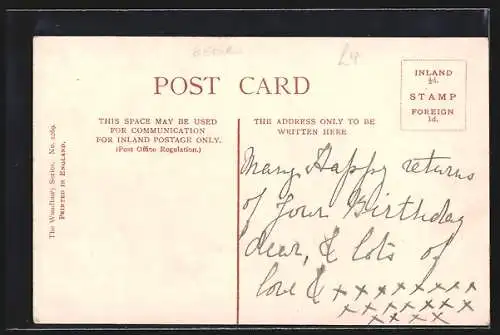 POST CARD
£4
INLAND
½d.
STAMP
FOREIGN
1d.
THIS SPACE MAY BE USED
FOR COMMUNICATION
FOR INLAND POSTAGE ONLY.
(Post Office Regulation.)
THE ADDRESS ONLY TO BE
WRITTEN HERE
The Woodbury Series, No.
PRINTED IN ENGLAND.
Many Happy returns
of your Birthday
dear, & lots of
love & x x x x x x x x
x x x x x x x
x x x x